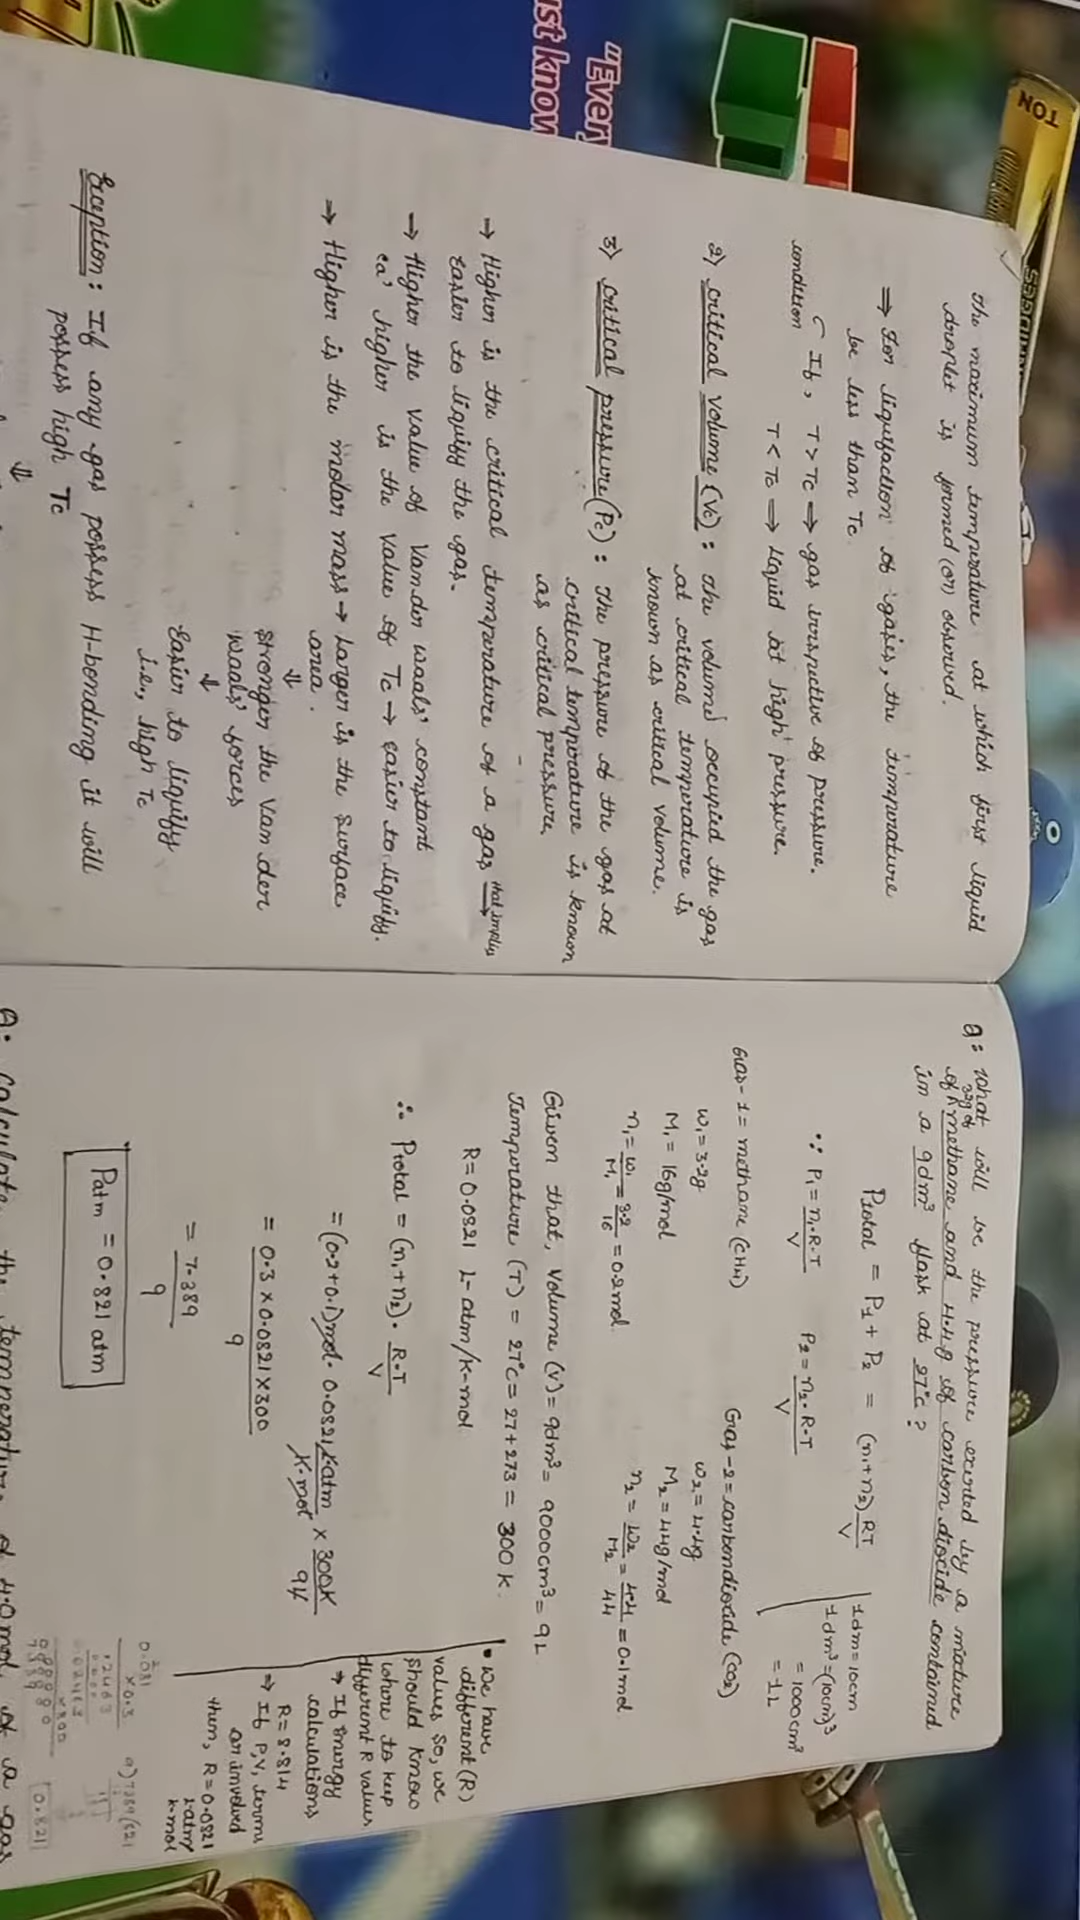 The maximum temperature at which first liquid
droplet is formed (or) observed.
⇒ For liquifaction of gases, the temperature
be less than Tc.
If, T > Tc ⇒ gas irrispective of pressure.
condition
T < Tc ⇒ Liquid at high pressure.
2) critical volume (Vc) : The volume occupied the gas
at critical temperature is
known as critical volume.
3) critical pressure (Pc) : The pressure of the gas at
critical temperature is known
as critical pressure.
→ Higher is the critical temperature of a gas that implies →
Easier to liquify the gas.
→ Higher the value of Vander waals' constant
'a' higher is the value of Tc → easier to liquify.
→ Higher is the molar mass → Larger is the surface
area.
⇓
Stronger the Van der
Waals' forces
↓
Easier to liquify
i.e., high Tc
Exception : If any gas possess H-bonding it will
possess high Tc
⇓
Q: What will be the pressure exerted by a mixture
of 3.2g of methane and 4.4g of carbon dioxide contained
in a 9dm³ flask at 27°C ?
Ptotal = P1 + P2 = (n1+n2) RT/V
1dm = 10cm
1dm³ = (10cm)³
= 1000cm³
= 1L
∵ P1 = n1·R·T/V P2 = n2·R·T/V
Gas-1 = methane (CH4) Gas-2 = carbondioxide (CO2)
w1 = 3.2g w2 = 4.4g
M1 = 16g/mol M2 = 44g/mol
n1 = w1/M1 = 3.2/16 = 0.2mol n2 = w2/M2 = 4.4/44 = 0.1mol
Given that, Volume (V) = 9dm³ = 9000cm³ = 9L
Temperature (T) = 27°C = 27+273 = 300K.
R = 0.0821 L-atm/K-mol
• We have
different (R)
values so, we
should know
where to keep
different R values
⇒ If energy
calculations
R = 8.314
⇒ If P,V, terms
are involved
then, R = 0.0821
L-atm/K-mol
∴ Ptotal = (n1+n2) · R·T/V
= (0.2+0.1)mol · 0.0821 L·atm/K·mol × 300K/9L
= 0.3 × 0.0821 × 300/9
= 7.389/9
Patm = 0.821 atm
Q: Calculate the temperature of 4.0 mol of a gas
"Every
ust know
TON